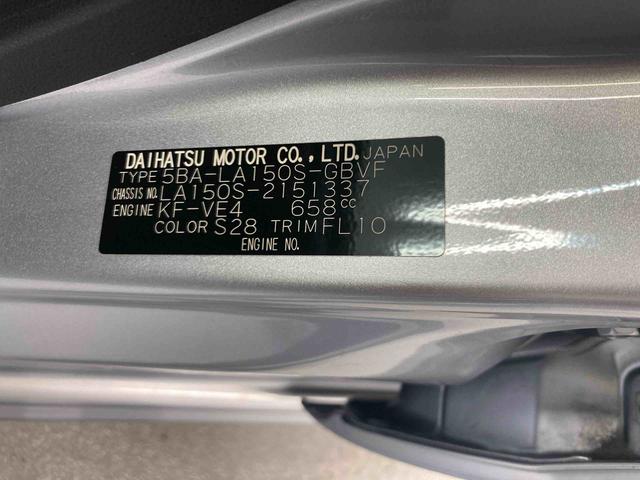 DAIHATSU MOTOR CO., LTD. JAPAN
TYPE 5BA-LA150S-GBVF
CHASSIS NO. LA150S-2151337
ENGINE KF-VE4 658cc
COLOR S28 TRIM FL10
ENGINE NO.